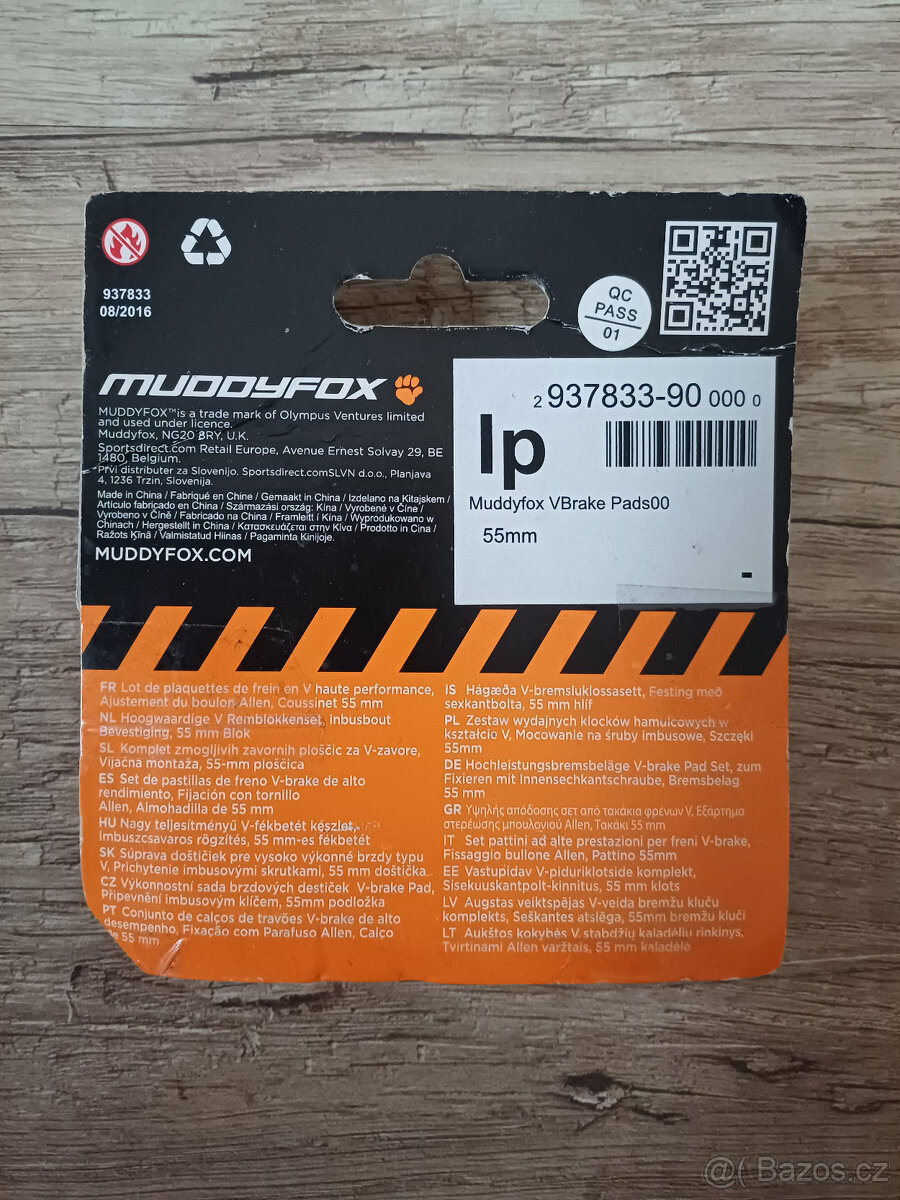 937833
08/2016
QC
PASS
01
MUDDYFOX
MUDDYFOX™is a trade mark of Olympus Ventures limited
and used under licence.
Muddyfox, NG20 8RY, U.K.
Sportsdirect.com Retail Europe, Avenue Ernest Solvay 29, BE
1480, Belgium.
Prvi distributer za Slovenijo. Sportsdirect.comSLVN d.o.o., Planjava
4, 1236 Trzin, Slovenija.
Made in China / Fabriqué en Chine / Gemaakt in China / Izdelano na Kitajskem /
Artículo fabricado en China / Származási ország: Kína / Vyrobené v Číne /
Vyrobeno v Číně / Fabricado na China / Framleitt í Kína / Wyprodukowano w
Chinach / Hergestellt in China / Κατασκευάζεται στην Κίνα / Prodotto in Cina /
Ražots Ķīnā / Valmistatud Hiinas / Pagaminta Kinijoje.
MUDDYFOX.COM
2 937833-90 000 0
lp
Muddyfox VBrake Pads00
55mm
FR Lot de plaquettes de frein en V haute performance,
Ajustement du boulon Allen, Coussinet 55 mm
NL Hoogwaardige V Remblokkenset, inbusbout
Bevestiging, 55 mm Blok
SL Komplet zmogljivih zavornih ploščic za V-zavore,
Vijačna montaža, 55-mm ploščica
ES Set de pastillas de freno V-brake de alto
rendimiento, Fijación con tornillo
Allen, Almohadilla de 55 mm
HU Nagy teljesítményű V-fékbetét készlet,
imbuszcsavaros rögzítés, 55 mm-es fékbetét
SK Súprava doštičiek pre vysoko výkonné brzdy typu
V, Prichytenie imbusovými skrutkami, 55 mm doštička
CZ Výkonnostní sada brzdových destiček V-brake Pad,
Připevnění imbusovým klíčem, 55mm podložka
PT Conjunto de calços de travões V-brake de alto
desempenho, Fixação com Parafuso Allen, Calço
de 55 mm
IS Hágæða V-bremsluklossasett, Festing með
sexkantbolta, 55 mm hlíf
PL Zestaw wydajnych klocków hamulcowych w
kształcie V, Mocowanie na śruby imbusowe, Szczęki
55mm
DE Hochleistungsbremsbeläge V-brake Pad Set, zum
Fixieren mit Innensechkantschraube, Bremsbelag
55 mm
GR Υψηλής απόδοσης σετ από τακάκια φρένων V, Εξάρτημα
στερέωσης μπουλονιού Allen, Τακάκι 55 mm
IT Set pattini ad alte prestazioni per freni V-brake,
Fissaggio bullone Allen, Pattino 55mm
EE Vastupidav V-piduriklotside komplekt,
Sisekuuskantpolt-kinnitus, 55 mm klots
LV Augstas veiktspējas V-veida bremžu kluču
komplekts, Seškantes atslēga, 55mm bremžu kluči
LT Aukštos kokybės V stabdžių kaladėlių rinkinys,
Tvirtinami Allen varžtais, 55 mm kaladėlė
@( Bazos.cz